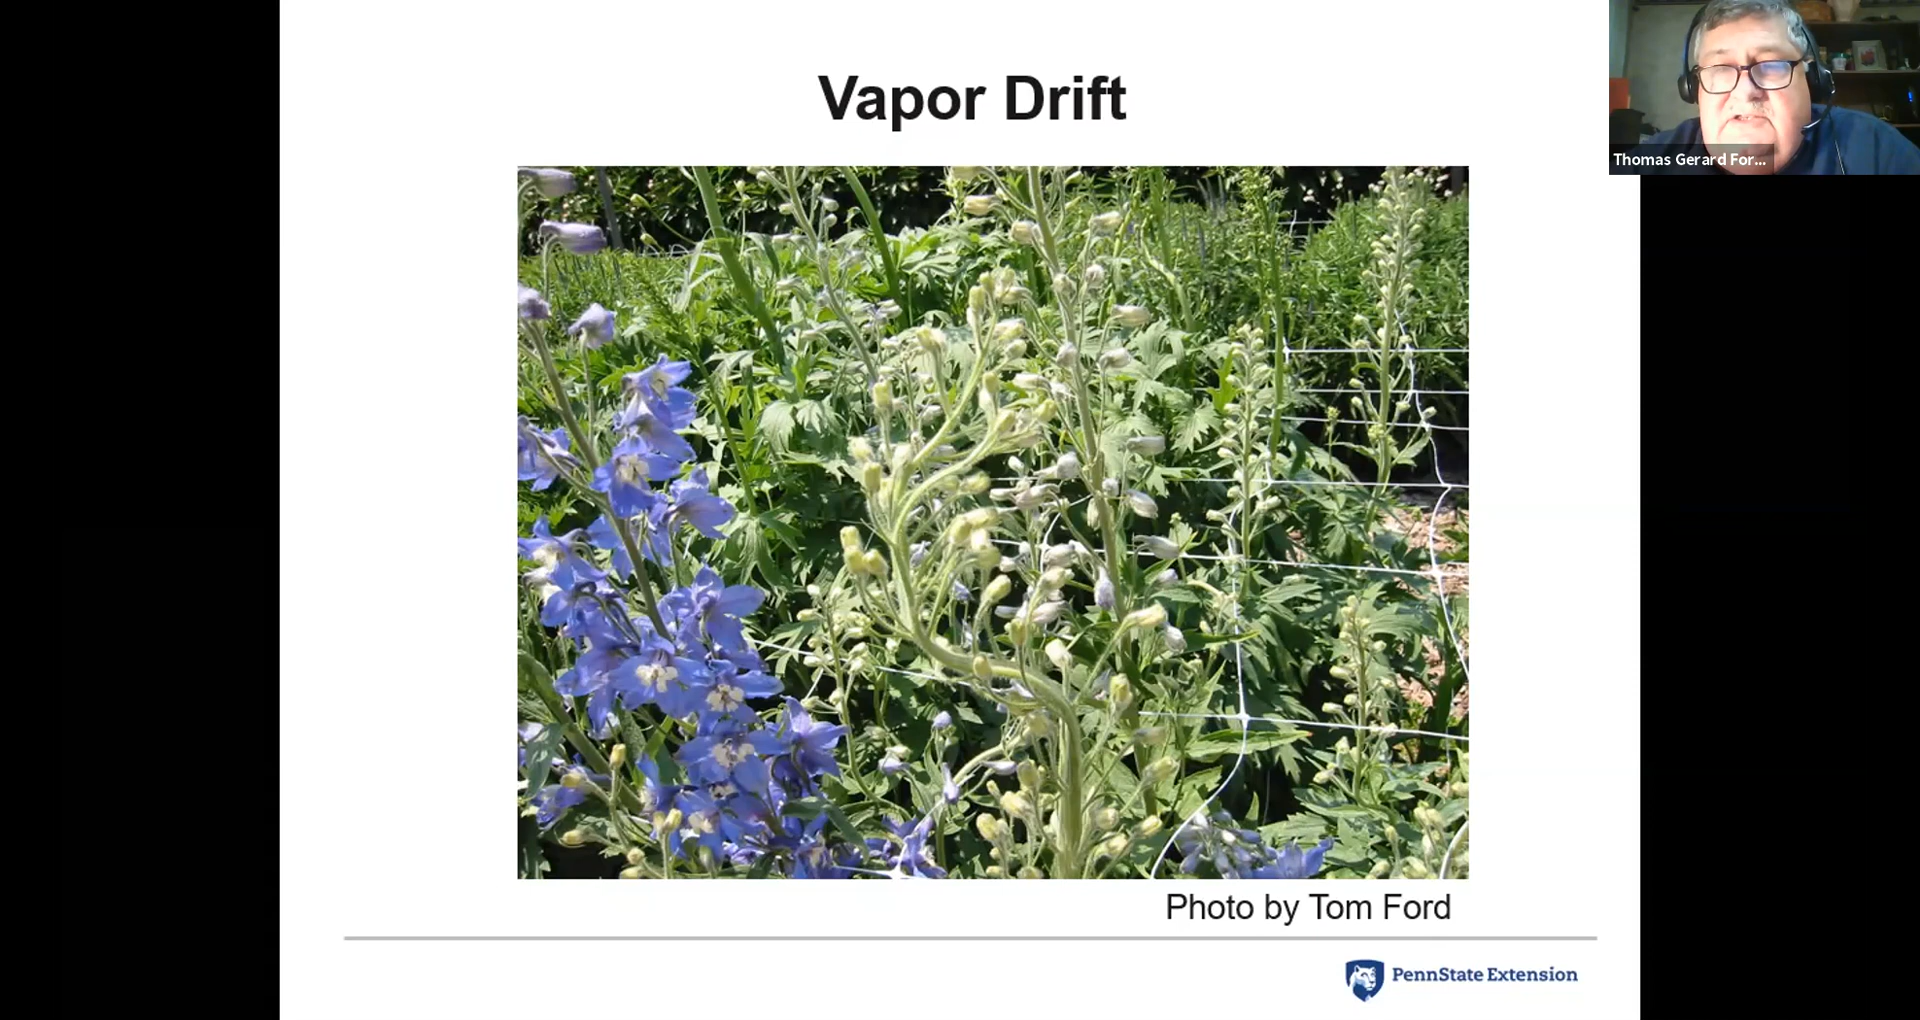 Vapor Drift
Thomas Gerard For...
Photo by Tom Ford
PennState Extension